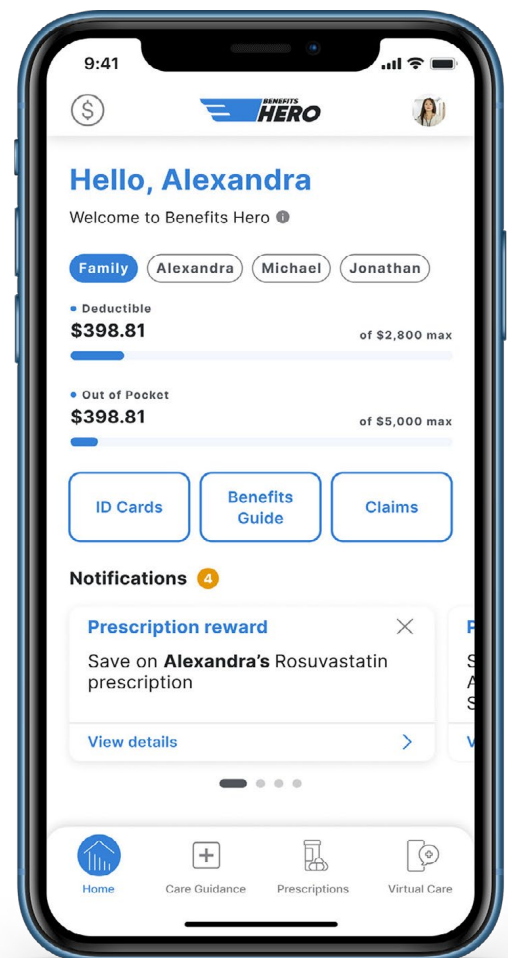 9:41
$
BENEFITS
HERO
Hello, Alexandra
Welcome to Benefits Hero i
Family Alexandra Michael Jonathan
Deductible
$398.81 of $2,800 max
Out of Pocket
$398.81 of $5,000 max
ID Cards Benefits Guide Claims
Notifications 4
Prescription reward
Save on Alexandra's Rosuvastatin
prescription
View details
Home Care Guidance Prescriptions Virtual Care